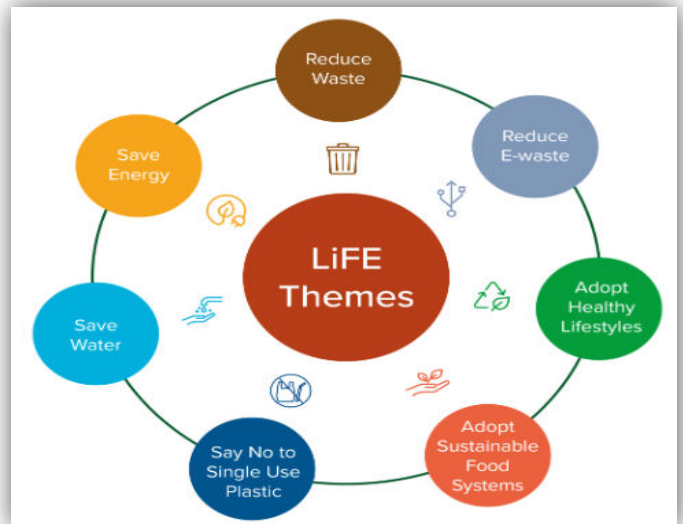 Reduce
Waste
Reduce
E-waste
Adopt
Healthy
Lifestyles
Adopt
Sustainable
Food
Systems
Say No to
Single Use
Plastic
Save
Water
Save
Energy
LiFE
Themes